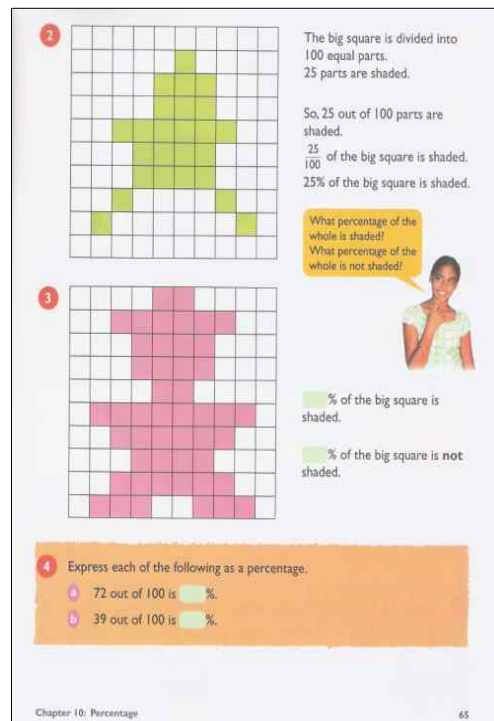 2
The big square is divided into
100 equal parts.
25 parts are shaded.
So, 25 out of 100 parts are
shaded.
25/100 of the big square is shaded.
25% of the big square is shaded.
What percentage of the
whole is shaded?
What percentage of the
whole is not shaded?
3
% of the big square is
shaded.
% of the big square is not
shaded.
4 Express each of the following as a percentage.
a 72 out of 100 is %.
b 39 out of 100 is %.
Chapter 10: Percentage 65